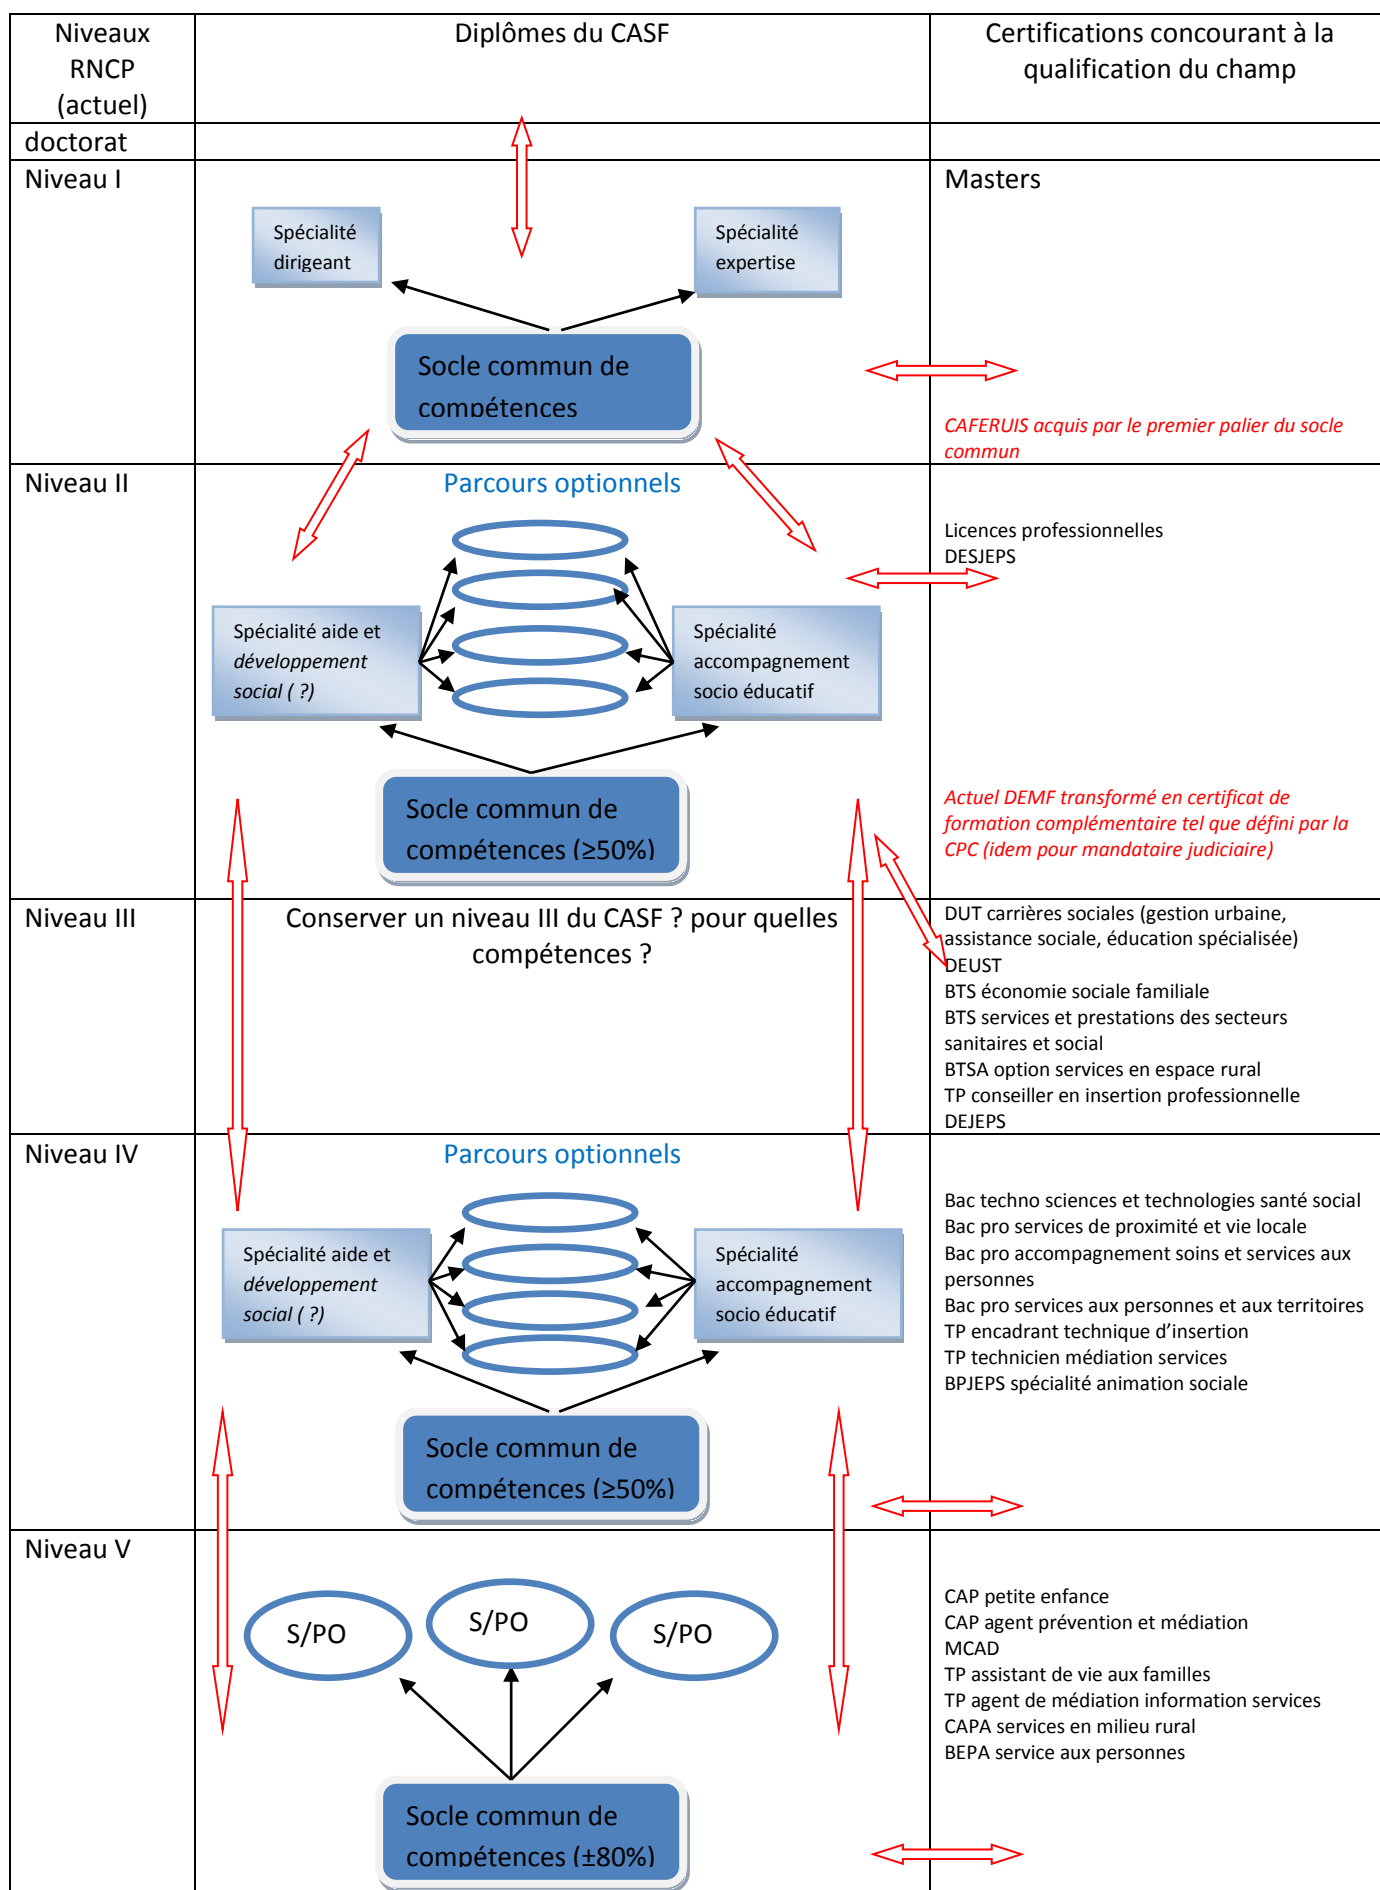 Niveaux
RNCP
(actuel)
Diplômes du CASF
Certifications concourant à la
qualification du champ
doctorat
Niveau I
Masters
Spécialité
dirigeant
Spécialité
expertise
Socle commun de
compétences
CAFERUIS acquis par le premier palier du socle
commun
Niveau II
Parcours optionnels
Licences professionnelles
DESJEPS
Spécialité aide et
développement
social ( ?)
Spécialité
accompagnement
socio éducatif
Socle commun de
compétences (≥50%)
Actuel DEMF transformé en certificat de
formation complémentaire tel que défini par la
CPC (idem pour mandataire judiciaire)
Niveau III
Conserver un niveau III du CASF ? pour quelles
compétences ?
DUT carrières sociales (gestion urbaine,
assistance sociale, éducation spécialisée)
DEUST
BTS économie sociale familiale
BTS services et prestations des secteurs
sanitaires et social
BTSA option services en espace rural
TP conseiller en insertion professionnelle
DEJEPS
Niveau IV
Parcours optionnels
Spécialité aide et
développement
social ( ?)
Spécialité
accompagnement
socio éducatif
Socle commun de
compétences (≥50%)
Bac techno sciences et technologies santé social
Bac pro services de proximité et vie locale
Bac pro accompagnement soins et services aux
personnes
Bac pro services aux personnes et aux territoires
TP encadrant technique d'insertion
TP technicien médiation services
BPJEPS spécialité animation sociale
Niveau V
S/PO
S/PO
S/PO
Socle commun de
compétences (±80%)
CAP petite enfance
CAP agent prévention et médiation
MCAD
TP assistant de vie aux familles
TP agent de médiation information services
CAPA services en milieu rural
BEPA service aux personnes